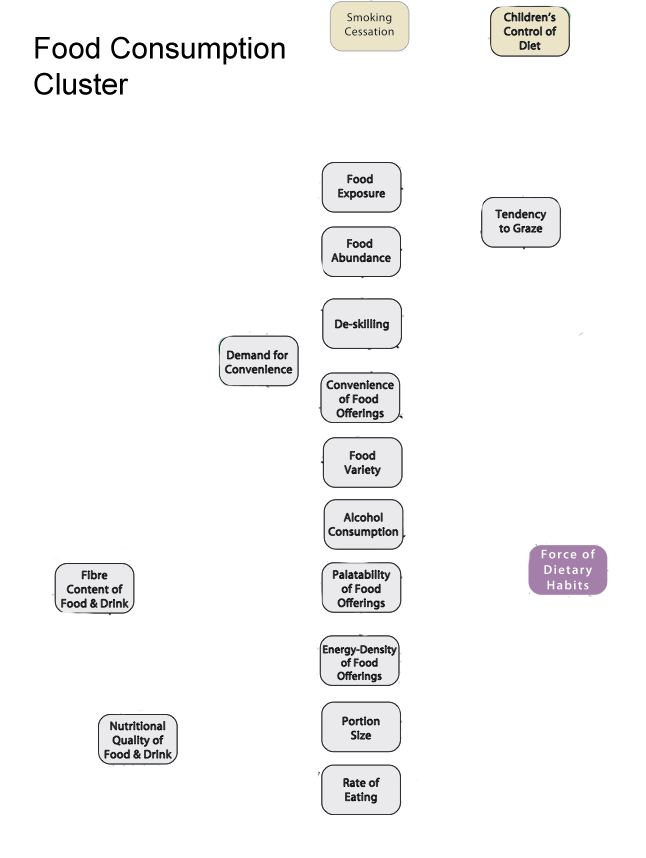 Food Consumption
Cluster
Smoking
Cessation
Children's
Control of
Diet
Food
Exposure
Tendency
to Graze
Food
Abundance
De-skilling
Demand for
Convenience
Convenience
of Food
Offerings
Food
Variety
Alcohol
Consumption
Force of
Dietary
Habits
Fibre
Content of
Food & Drink
Palatability
of Food
Offerings
Energy-Density
of Food
Offerings
Portion
Size
Nutritional
Quality of
Food & Drink
Rate of
Eating